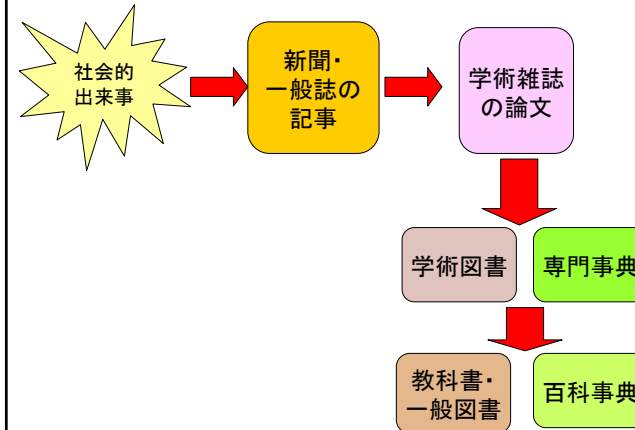 社会的
出来事
新聞・
一般誌の
記事
学術雑誌
の論文
学術図書
専門事典
教科書・
一般図書
百科事典